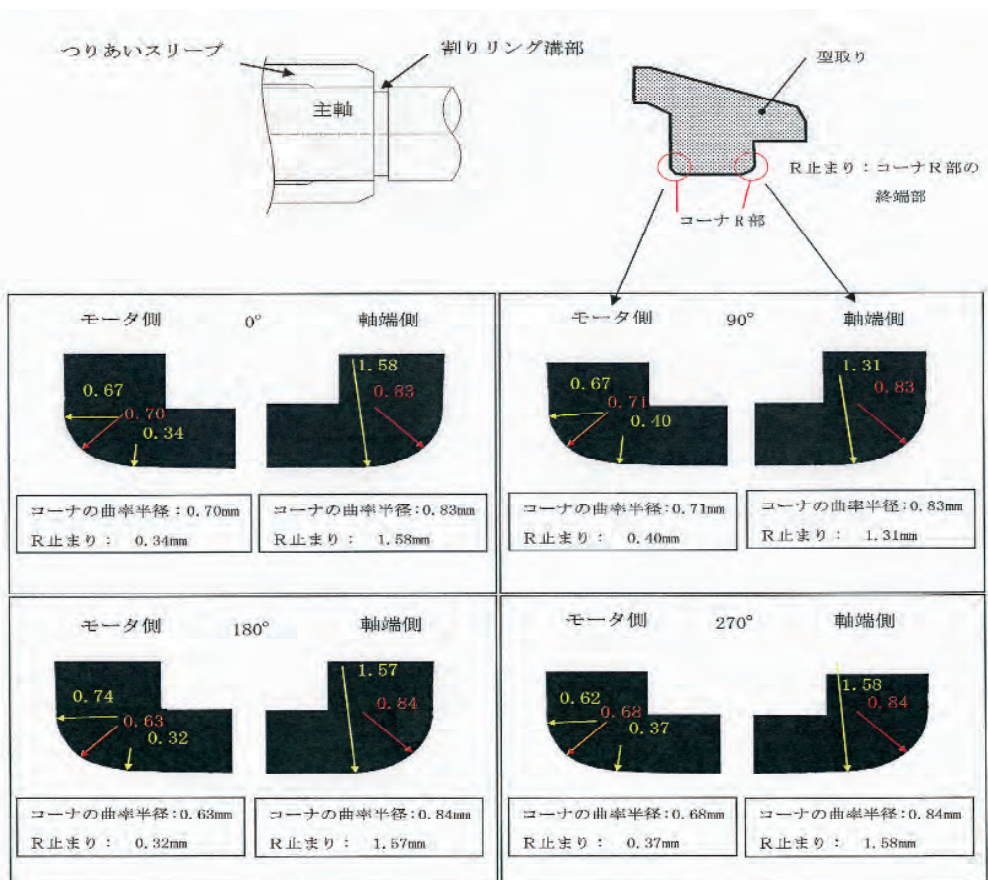 つりあいスリーブ
割りリング溝部
主軸
型取り
R止まり：コーナR部の
終端部
コーナR部
モータ側 0° 軸端側
0.67
0.70
0.34
1.58
0.83
コーナの曲率半径：0.70mm
R止まり： 0.34mm
コーナの曲率半径：0.83mm
R止まり： 1.58mm
モータ側 90° 軸端側
0.67
0.71
0.40
1.31
0.83
コーナの曲率半径：0.71mm
R止まり： 0.40mm
コーナの曲率半径：0.83mm
R止まり： 1.31mm
モータ側 180° 軸端側
0.74
0.63
0.32
1.57
0.84
コーナの曲率半径：0.63mm
R止まり： 0.32mm
コーナの曲率半径：0.84mm
R止まり： 1.57mm
モータ側 270° 軸端側
0.62
0.68
0.37
1.58
0.84
コーナの曲率半径：0.68mm
R止まり： 0.37mm
コーナの曲率半径：0.84mm
R止まり： 1.58mm